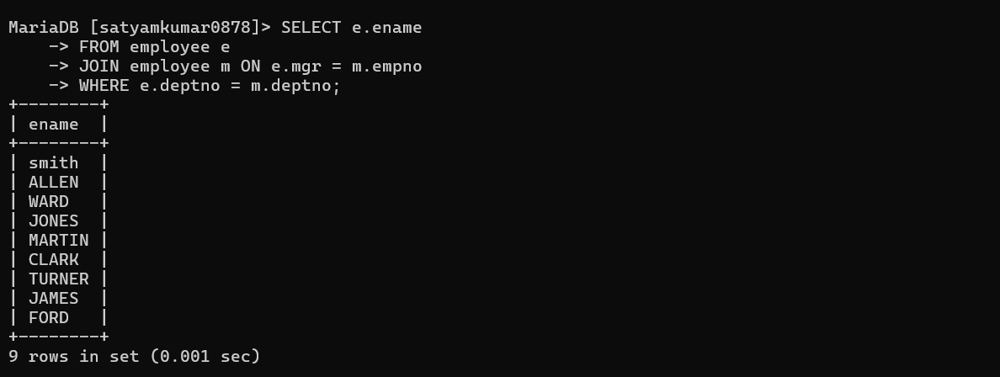 MariaDB [satyamkumar0878]> SELECT e.ename
    -> FROM employee e
    -> JOIN employee m ON e.mgr = m.empno
    -> WHERE e.deptno = m.deptno;
+--------+
| ename  |
+--------+
| smith  |
| ALLEN  |
| WARD   |
| JONES  |
| MARTIN |
| CLARK  |
| TURNER |
| JAMES  |
| FORD   |
+--------+
9 rows in set (0.001 sec)